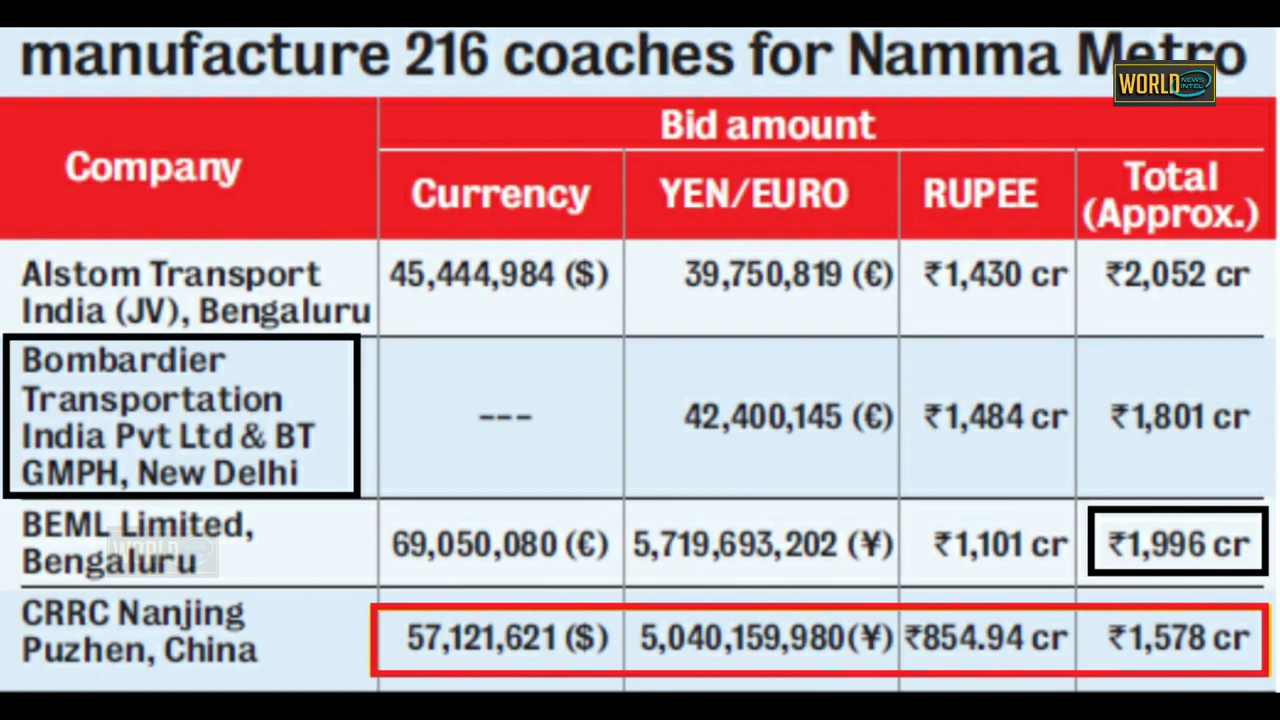 manufacture 216 coaches for Namma Metro
WORLD
NEWS
INTEL
Company
Bid amount
Currency
YEN/EURO
RUPEE
Total
(Approx.)
Alstom Transport
India (JV), Bengaluru
45,444,984 ($)
39,750,819 (€)
₹1,430 cr
₹2,052 cr
Bombardier
Transportation
India Pvt Ltd & BT
GMPH, New Delhi
---
42,400,145 (€)
₹1,484 cr
₹1,801 cr
BEML Limited,
Bengaluru
WORLD
69,050,080 (€)
5,719,693,202 (¥)
₹1,101 cr
₹1,996 cr
CRRC Nanjing
Puzhen, China
57,121,621 ($)
5,040,159,980(¥)
₹854.94 cr
₹1,578 cr